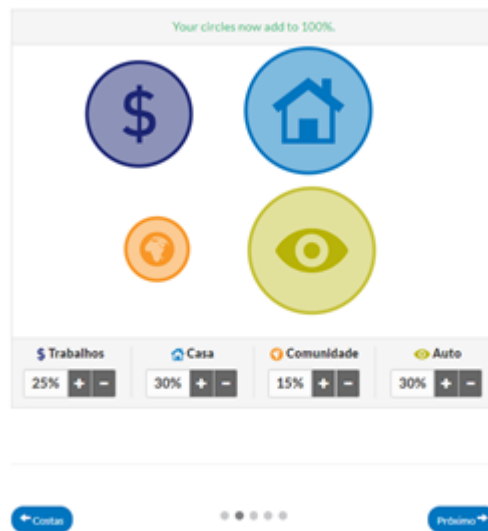 Your circles now add to 100%.
$
$ Trabalhos Casa Comunidade Auto
25% + - 30% + - 15% + - 30% + -
Costas Próximo